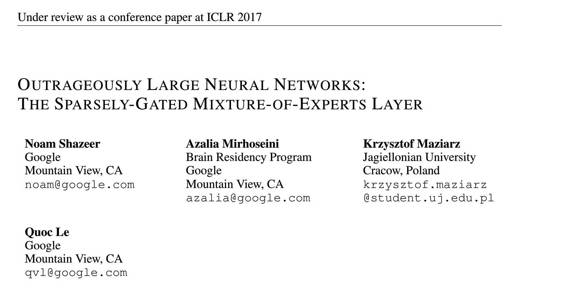 Under review as a conference paper at ICLR 2017
OUTRAGEOUSLY LARGE NEURAL NETWORKS:
THE SPARSELY-GATED MIXTURE-OF-EXPERTS LAYER
Noam Shazeer
Google
Mountain View, CA
noam@google.com
Azalia Mirhoseini
Brain Residency Program
Google
Mountain View, CA
azalia@google.com
Krzysztof Maziarz
Jagiellonian University
Cracow, Poland
krzysztof.maziarz
@student.uj.edu.pl
Quoc Le
Google
Mountain View, CA
qvl@google.com